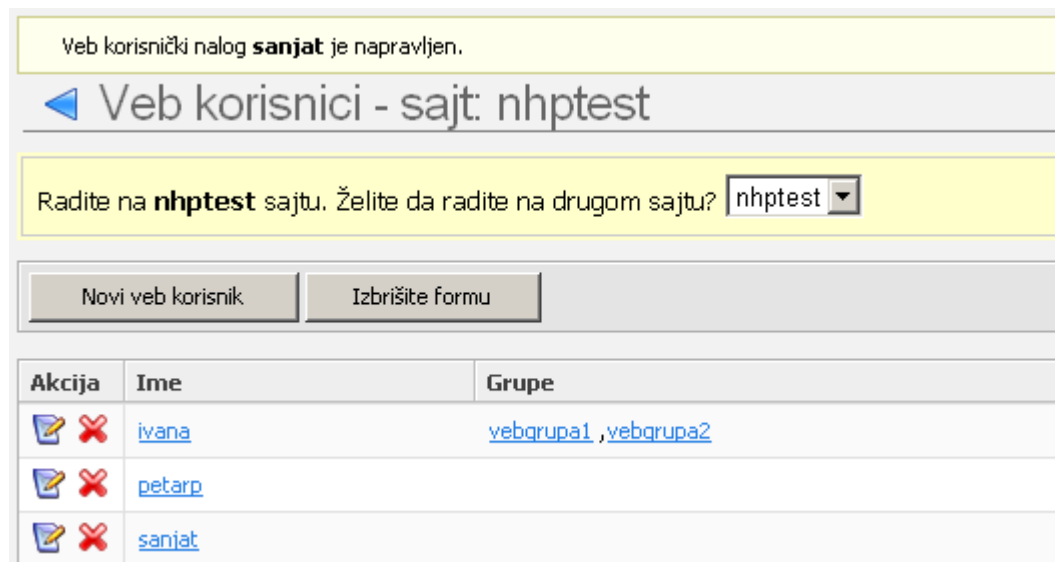 Veb korisnički nalog sanjat je napravljen.
Veb korisnici - sajt: nhptest
Radite na nhptest sajtu. Želite da radite na drugom sajtu? nhptest
Novi veb korisnik Izbrišite formu
Akcija Ime Grupe
ivana vebgrupa1 ,vebgrupa2
petarp
sanjat